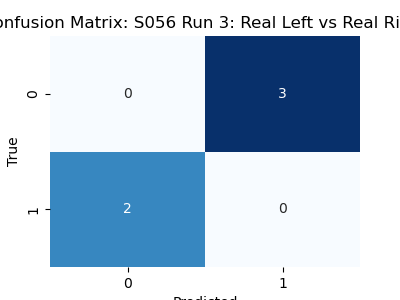 onfusion Matrix: S056 Run 3: Real Left vs Real Ri
0 3
2 0
0
1
True
0 1
Predicted